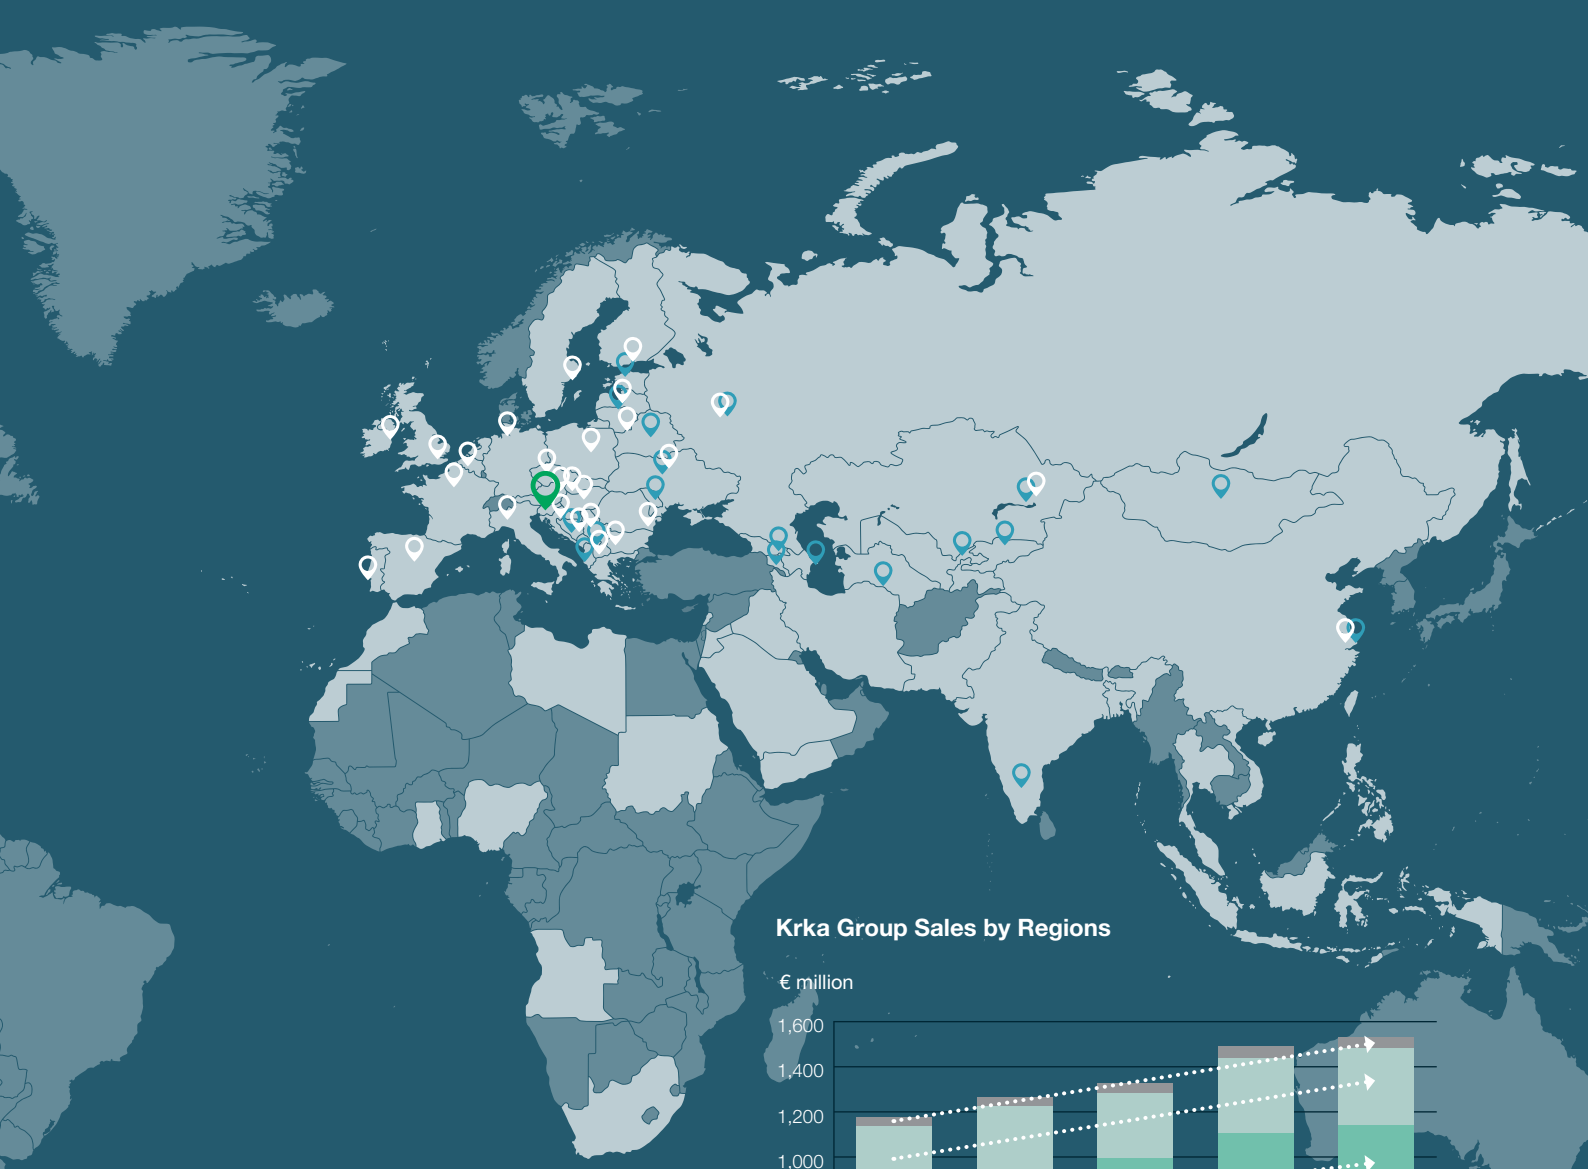 Krka Group Sales by Regions
€ million
1,600
1,400
1,200
1,000